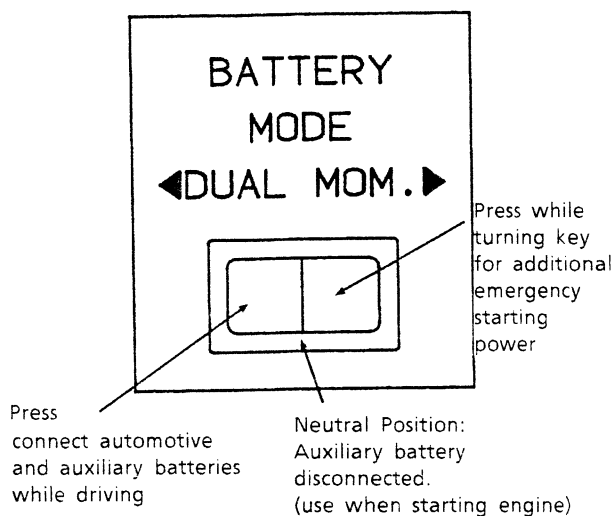 BATTERY
MODE
◀DUAL MOM.▶
Press while
turning key
for additional
emergency
starting
power
Press
connect automotive
and auxiliary batteries
while driving
Neutral Position:
Auxiliary battery
disconnected.
(use when starting engine)